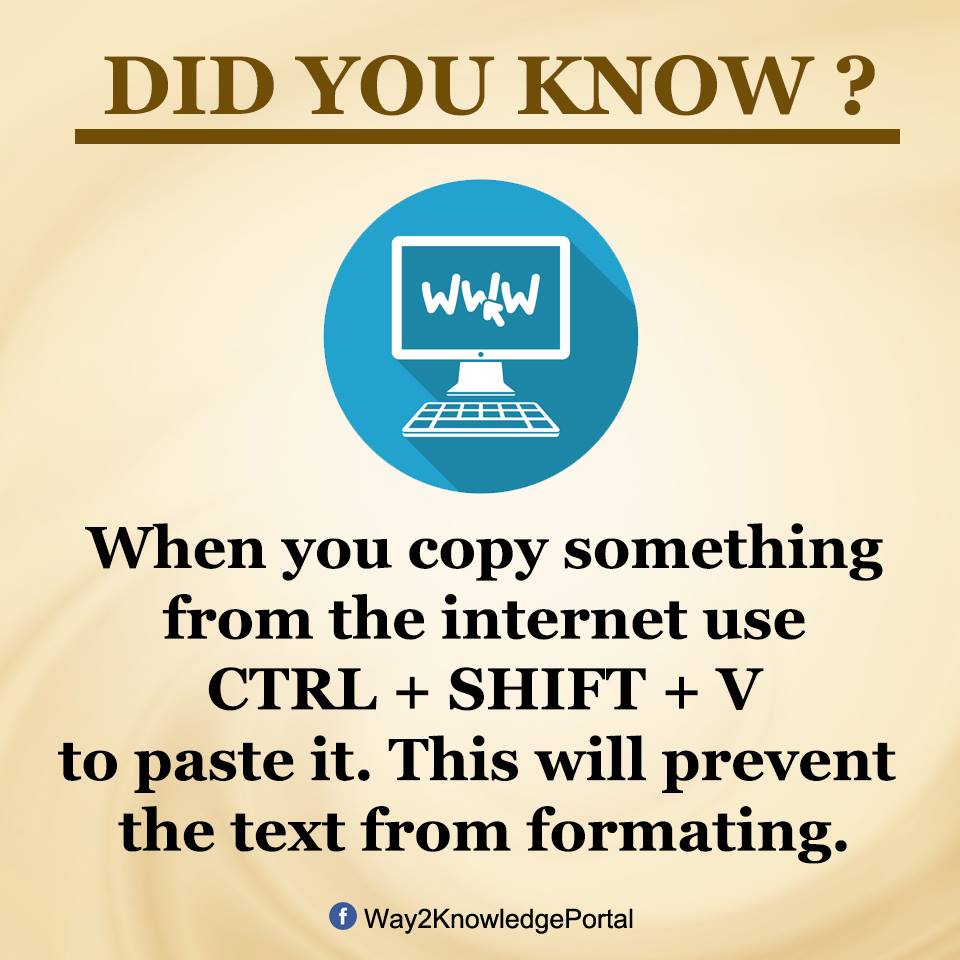 DID YOU KNOW ?
WWW
When you copy something
from the internet use
CTRL + SHIFT + V
to paste it. This will prevent
the text from formating.
f Way2KnowledgePortal